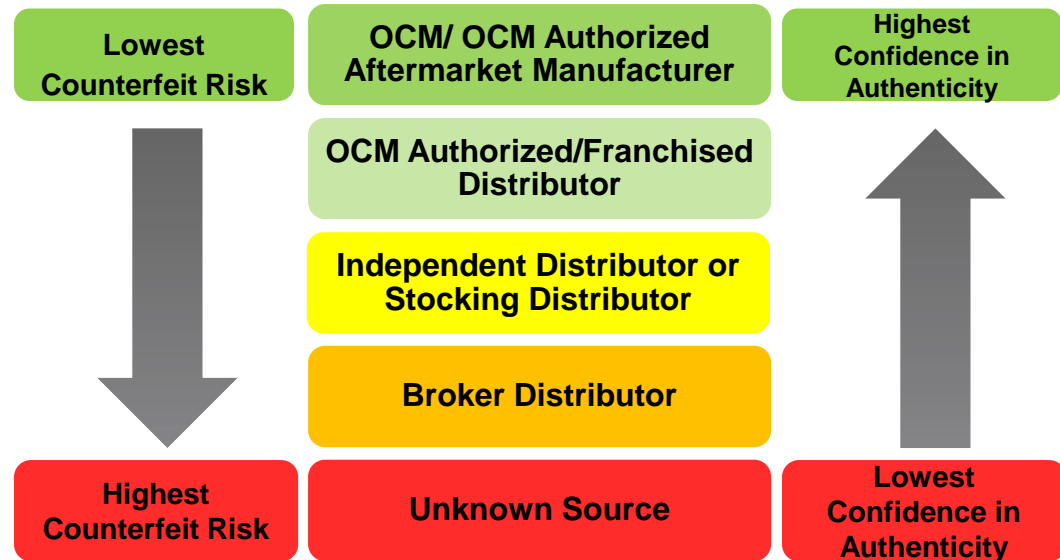 Lowest
Counterfeit Risk
OCM/ OCM Authorized
Aftermarket Manufacturer
Highest
Confidence in
Authenticity
OCM Authorized/Franchised
Distributor
Independent Distributor or
Stocking Distributor
Broker Distributor
Highest
Counterfeit Risk
Unknown Source
Lowest
Confidence in
Authenticity